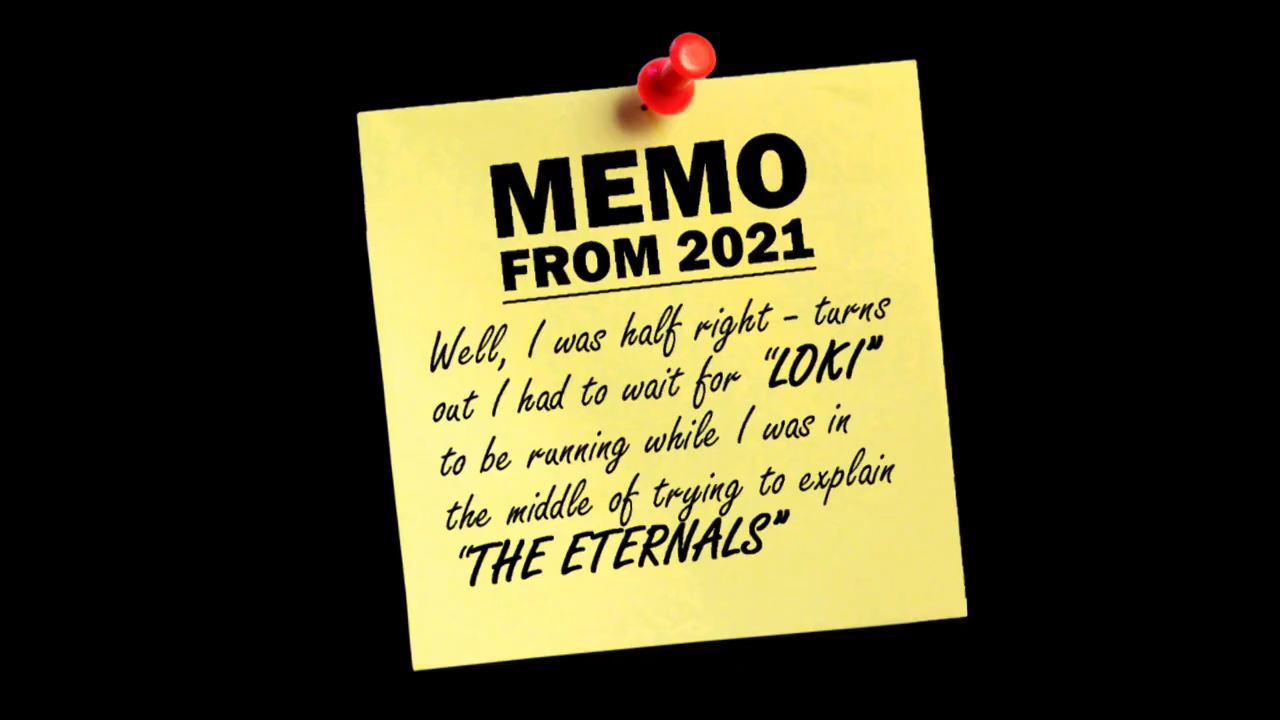 MEMO
FROM 2021
Well, I was half right - turns
out I had to wait for "LOKI"
to be running while I was in
the middle of trying to explain
"THE ETERNALS"